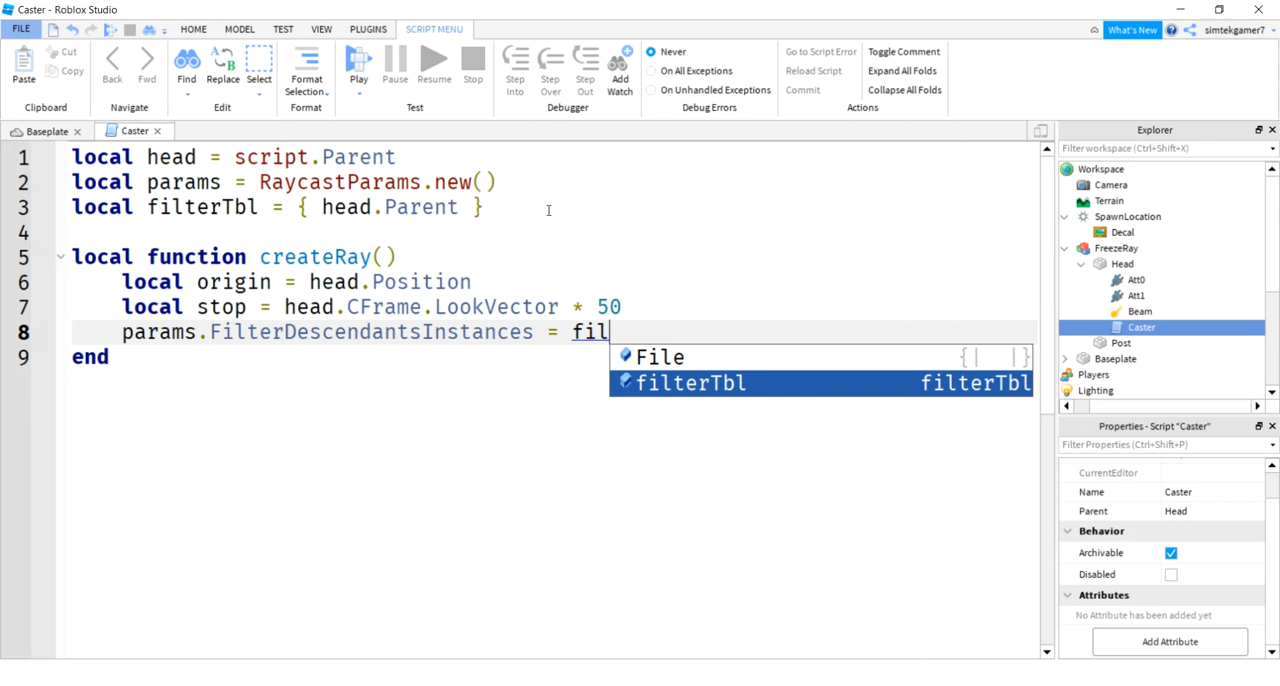 Caster - Roblox Studio
FILE HOME MODEL TEST VIEW PLUGINS SCRIPT MENU What's New simtekgamer7
Paste Cut Copy Back Fwd Find Replace Select Format Selection Play Pause Resume Stop Step Into Step Over Step Out Add Watch Never On All Exceptions On Unhandled Exceptions Go to Script Error Reload Script Commit Toggle Comment Expand All Folds Collapse All Folds
Clipboard Navigate Edit Format Test Debugger Debug Errors Actions
Baseplate Caster
1 local head = script.Parent
2 local params = RaycastParams.new()
3 local filterTbl = { head.Parent }
4
5 local function createRay()
6 local origin = head.Position
7 local stop = head.CFrame.LookVector * 50
8 params.FilterDescendantsInstances = fil
9 end
File {| |}
filterTbl filterTbl
Explorer
Filter workspace (Ctrl+Shift+X)
Workspace
Camera
Terrain
SpawnLocation
Decal
FreezeRay
Head
Att0
Att1
Beam
Caster
Post
Baseplate
Players
Lighting
Properties - Script "Caster"
Filter Properties (Ctrl+Shift+P)
CurrentEditor
Name Caster
Parent Head
Behavior
Archivable
Disabled
Attributes
No Attribute has been added yet
Add Attribute